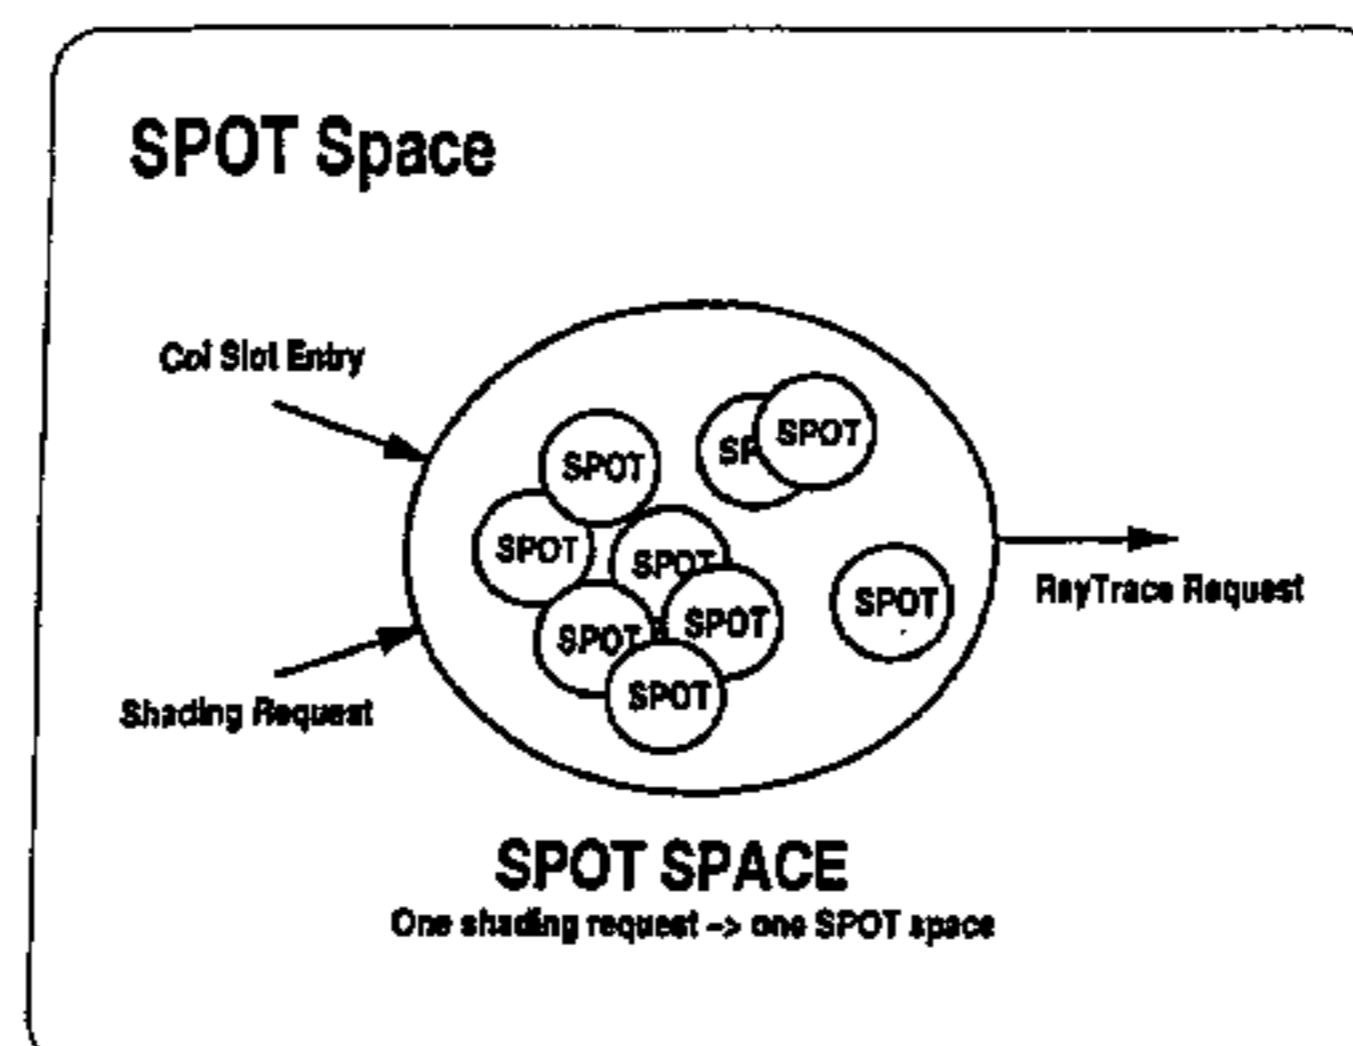 SPOT Space
Col Slot Entry
SPOT
SPOT
SP
SPOT
SPOT
SPOT
SPOT
SPOT
SPOT
SPOT
RayTrace Request
Shading Request
SPOT SPACE
One shading request -> one SPOT space